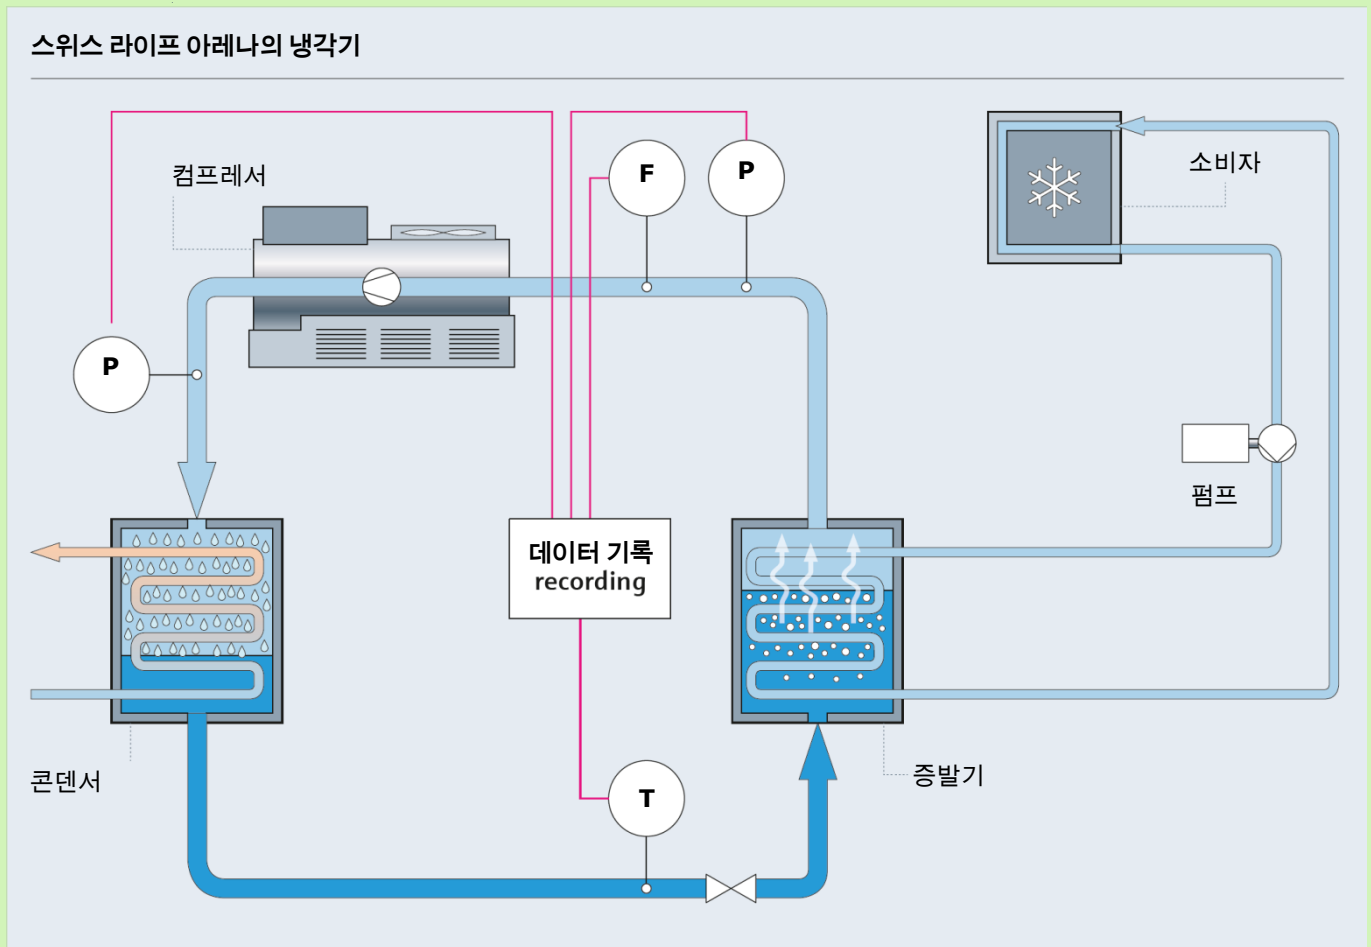 스위스 라이프 아레나의 냉각기
컴프레서
F
P
소비자
P
펌프
데이터 기록
recording
콘덴서
증발기
T